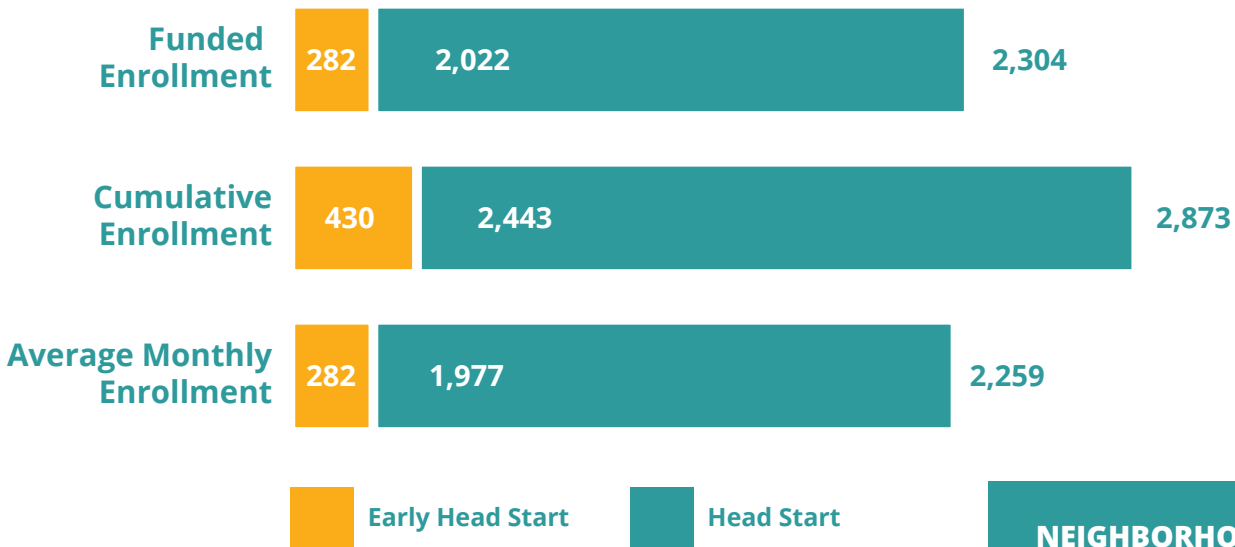 Funded
Enrollment
282
2,022
2,304
Cumulative
Enrollment
430
2,443
2,873
Average Monthly
Enrollment
282
1,977
2,259
Early Head Start
Head Start